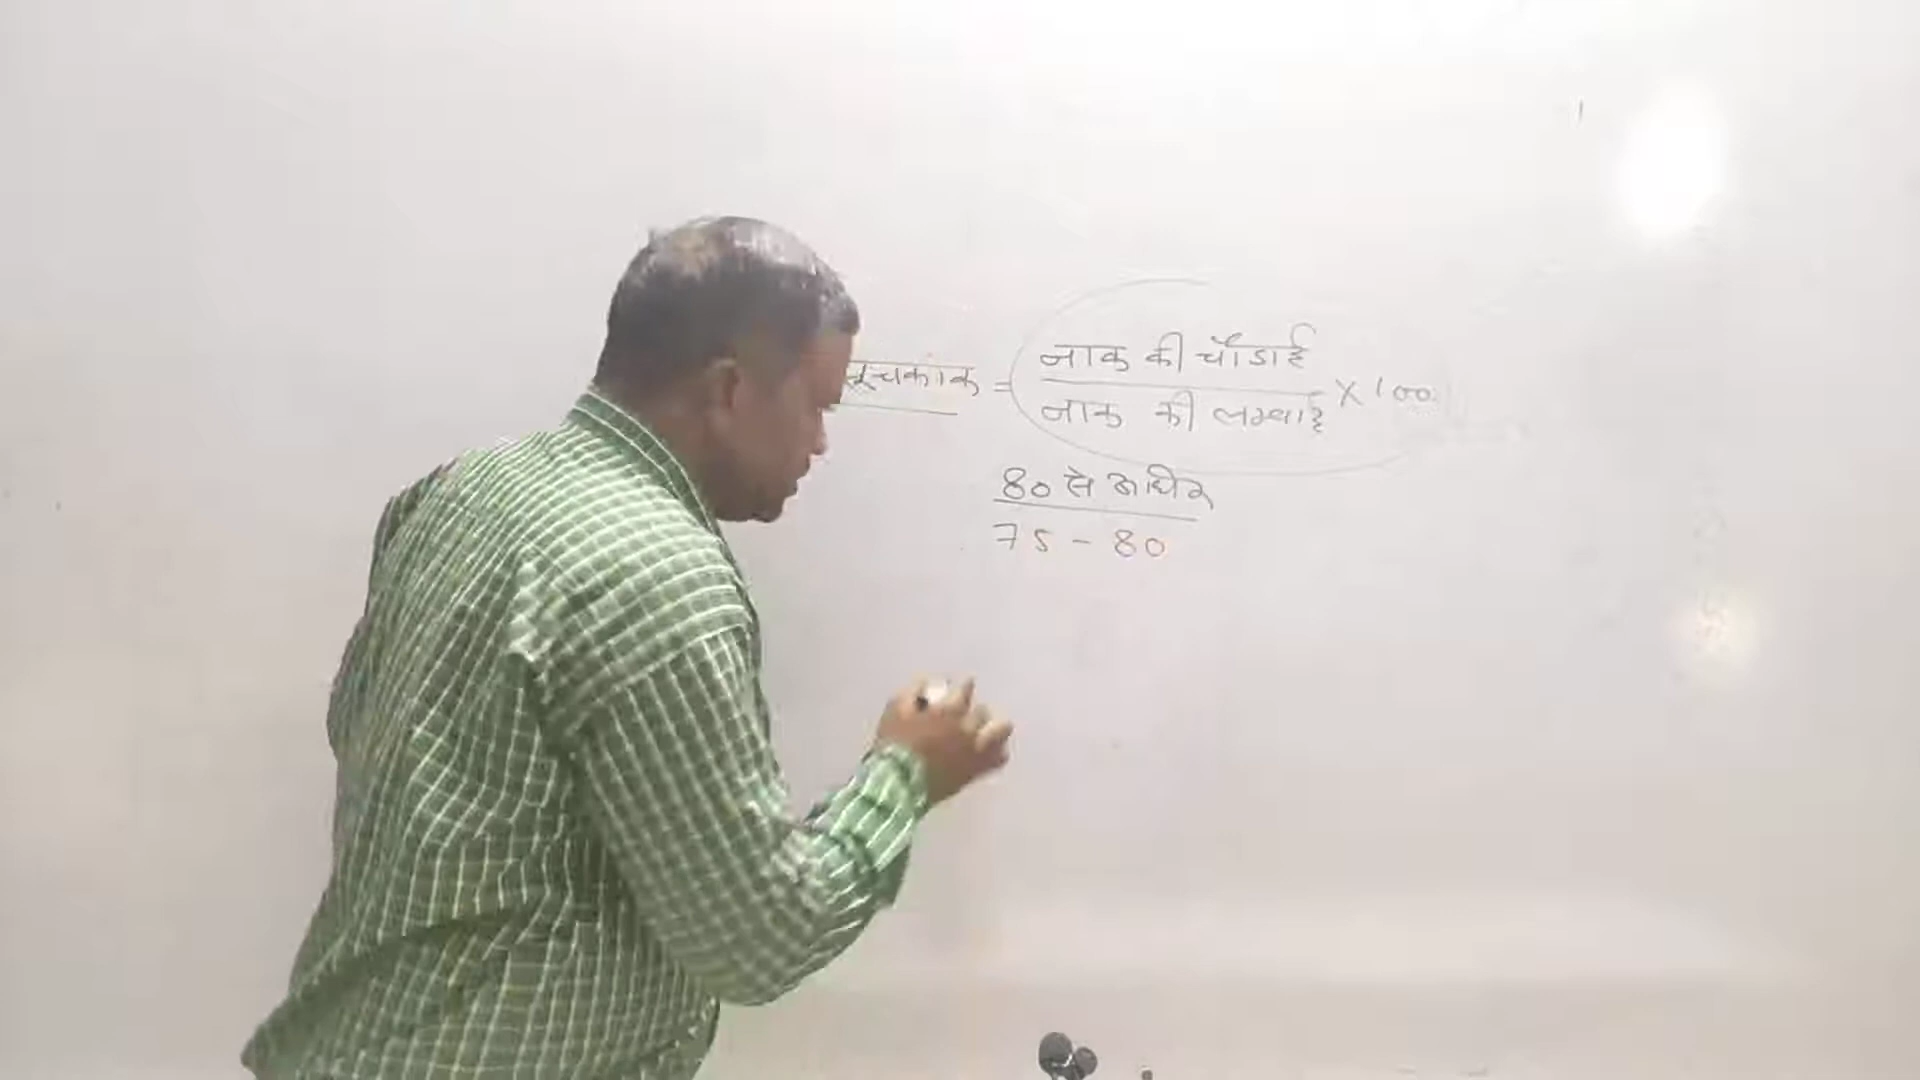 सूचकांक = नाक की चौडाई / नाक की लम्बाई × 100
80 से अधिक
75 - 80